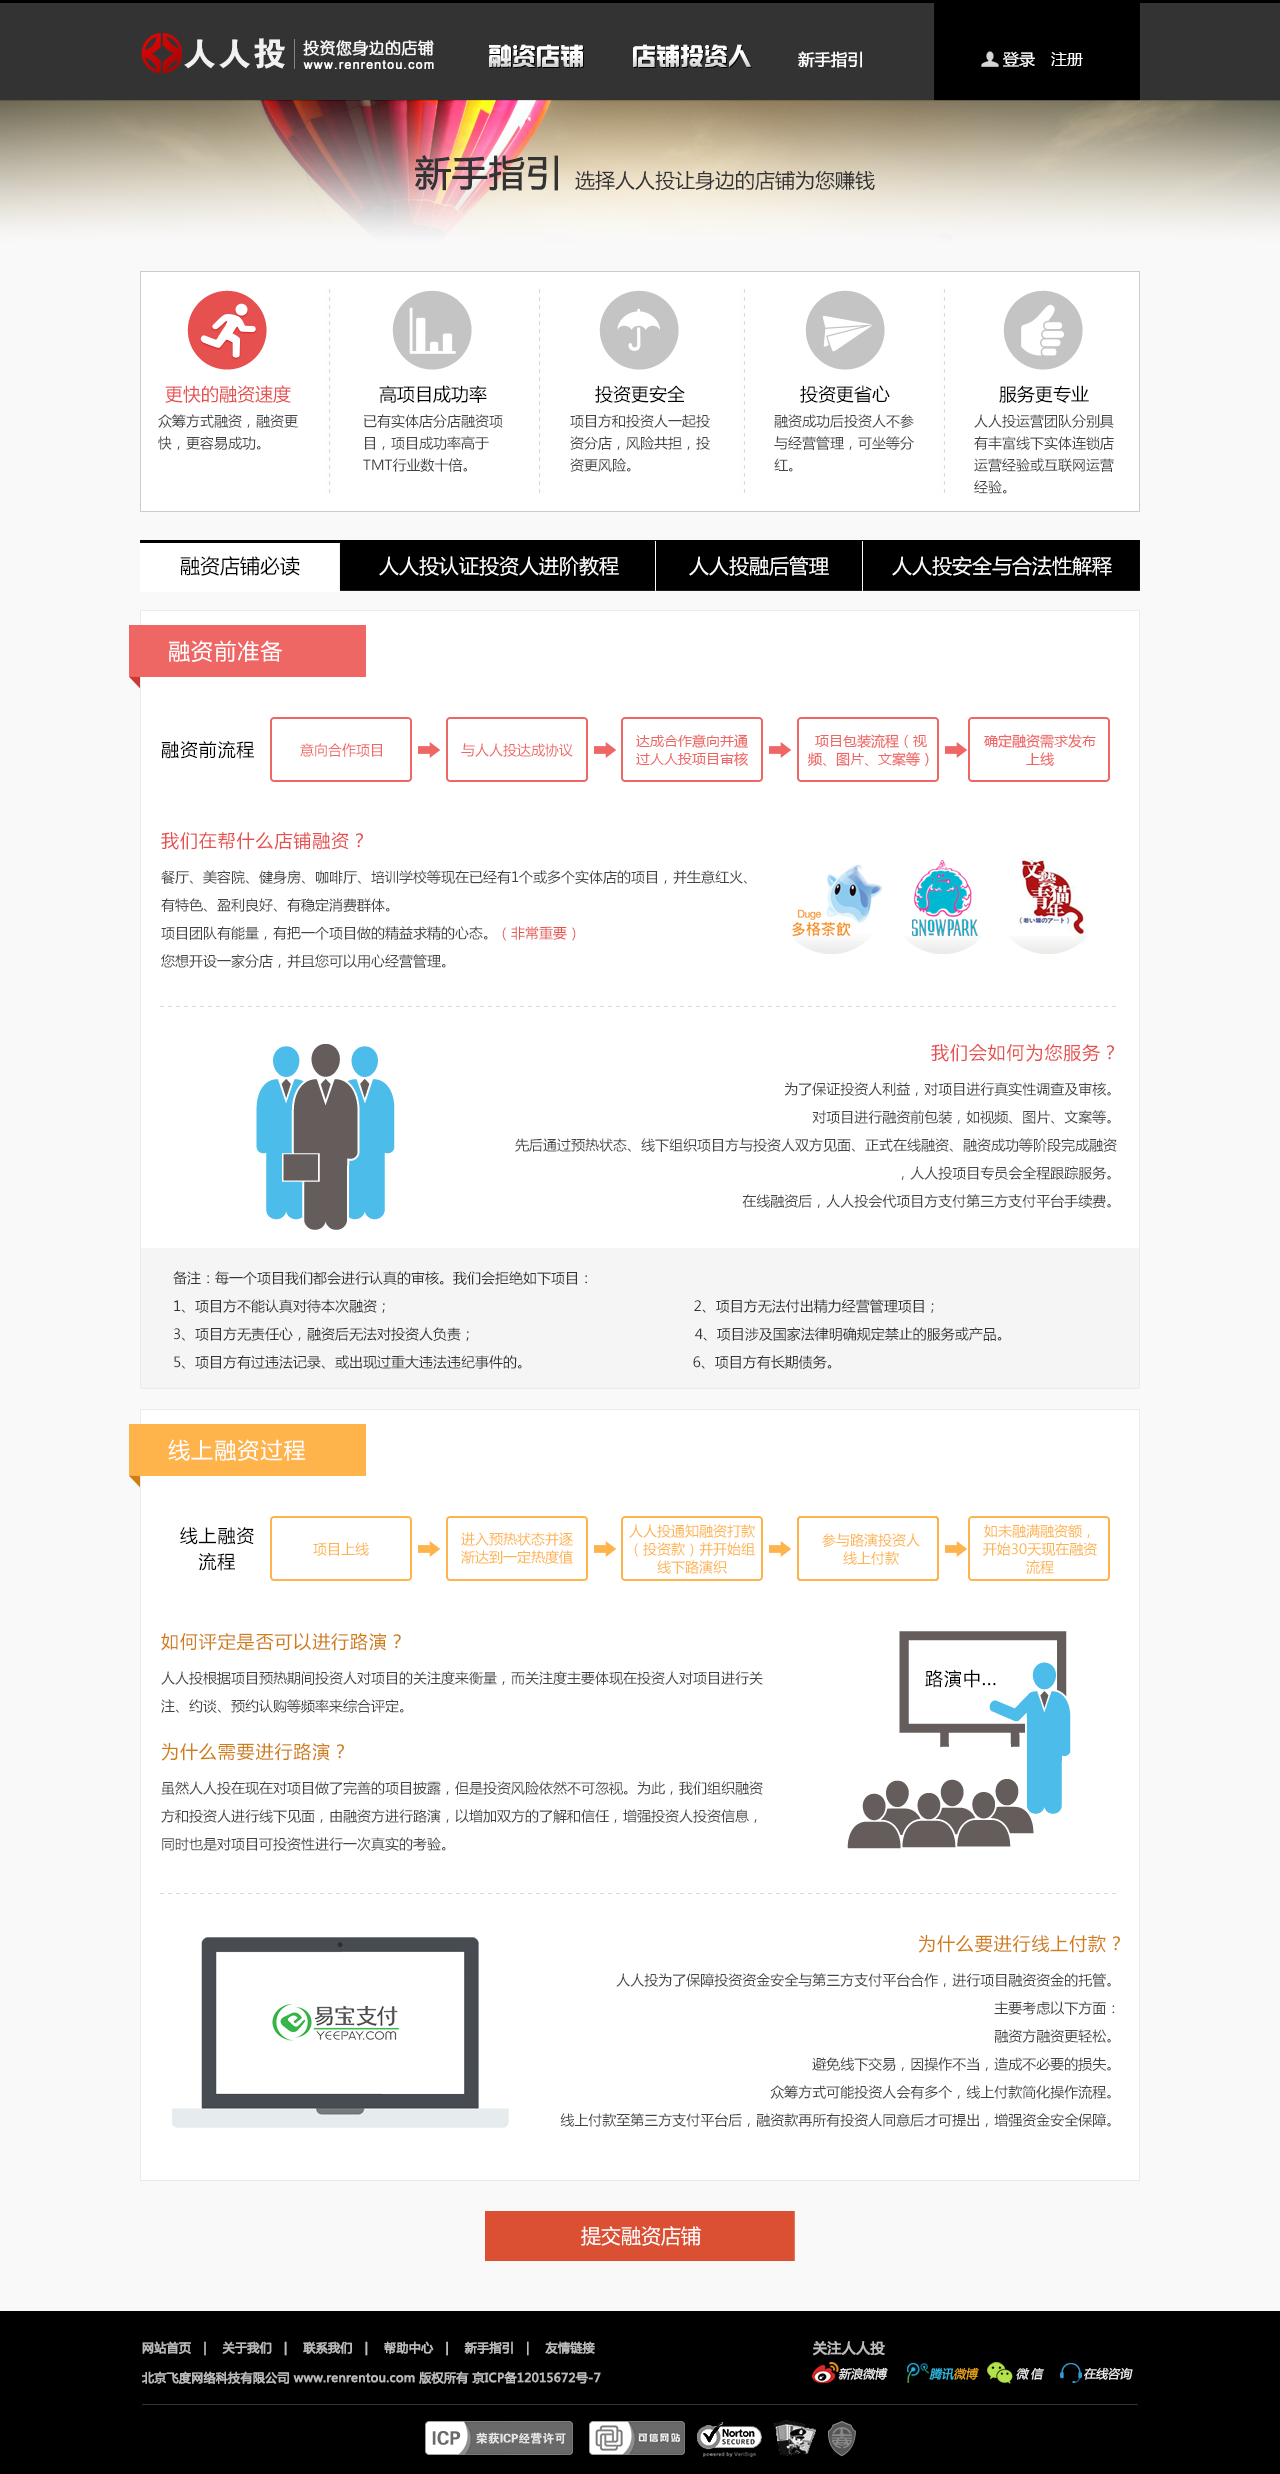 人人投
投资您身边的店铺
www.renrentou.com
融资店铺
店铺投资人
新手指引
登录 注册
新手指引 选择人人投让身边的店铺为您赚钱
更快的融资速度
众筹方式融资，融资更
快，更容易成功。
高项目成功率
已有实体店分店融资项
目，项目成功率高于
TMT行业数十倍。
投资更安全
项目方和投资人一起投
资分店，风险共担，投
资更风险。
投资更省心
融资成功后投资人不参
与经营管理，可坐等分
红。
服务更专业
人人投运营团队分别具
有丰富线下实体连锁店
运营经验或互联网运营
经验。
融资店铺必读
人人投认证投资人进阶教程
人人投融后管理
人人投安全与合法性解释
融资前准备
融资前流程
意向合作项目
与人人投达成协议
达成合作意向并通
过人人投项目审核
项目包装流程（视
频、图片、文案等）
确定融资需求发布
上线
我们在帮什么店铺融资？
餐厅、美容院、健身房、咖啡厅、培训学校等现在已经有1个或多个实体店的项目，并生意红火、
有特色、盈利良好、有稳定消费群体。
项目团队有能量，有把一个项目做的精益求精的心态。（非常重要）
您想开设一家分店，并且您可以用心经营管理。
Duge
多格茶飲
SNOWPARK
文艺青年猫
（老い猫のアート）
我们会如何为您服务？
为了保证投资人利益，对项目进行真实性调查及审核。
对项目进行融资前包装，如视频、图片、文案等。
先后通过预热状态、线下组织项目方与投资人双方见面、正式在线融资、融资成功等阶段完成融资
，人人投项目专员会全程跟踪服务。
在线融资后，人人投会代项目方支付第三方支付平台手续费。
备注：每一个项目我们都会进行认真的审核。我们会拒绝如下项目：
1、项目方不能认真对待本次融资；
2、项目方无法付出精力经营管理项目；
3、项目方无责任心，融资后无法对投资人负责；
4、项目涉及国家法律明确规定禁止的服务或产品。
5、项目方有过违法记录、或出现过重大违法违纪事件的。
6、项目方有长期债务。
线上融资过程
线上融资
流程
项目上线
进入预热状态并逐
渐达到一定热度值
人人投通知融资打款
（投资款）并开始组
线下路演织
参与路演投资人
线上付款
如未融满融资额，
开始30天现在融资
流程
如何评定是否可以进行路演？
人人投根据项目预热期间投资人对项目的关注度来衡量，而关注度主要体现在投资人对项目进行关
注、约谈、预约认购等频率来综合评定。
路演中...
为什么需要进行路演？
虽然人人投在现在对项目做了完善的项目披露，但是投资风险依然不可忽视。为此，我们组织融资
方和投资人进行线下见面，由融资方进行路演，以增加双方的了解和信任，增强投资人投资信息，
同时也是对项目可投资性进行一次真实的考验。
易宝支付
YEEPAY.COM
为什么要进行线上付款？
人人投为了保障投资资金安全与第三方支付平台合作，进行项目融资资金的托管。
主要考虑以下方面：
融资方融资更轻松。
避免线下交易，因操作不当，造成不必要的损失。
众筹方式可能投资人会有多个，线上付款简化操作流程。
线上付款至第三方支付平台后，融资款再所有投资人同意后才可提出，增强资金安全保障。
提交融资店铺
网站首页 | 关于我们 | 联系我们 | 帮助中心 | 新手指引 | 友情链接
北京飞度网络科技有限公司 www.renrentou.com 版权所有 京ICP备12015672号-7
关注人人投
新浪微博
腾讯微博
微 信
在线咨询
ICP 荣获ICP经营许可
可信网站
Norton
SECURED
powered by VeriSign